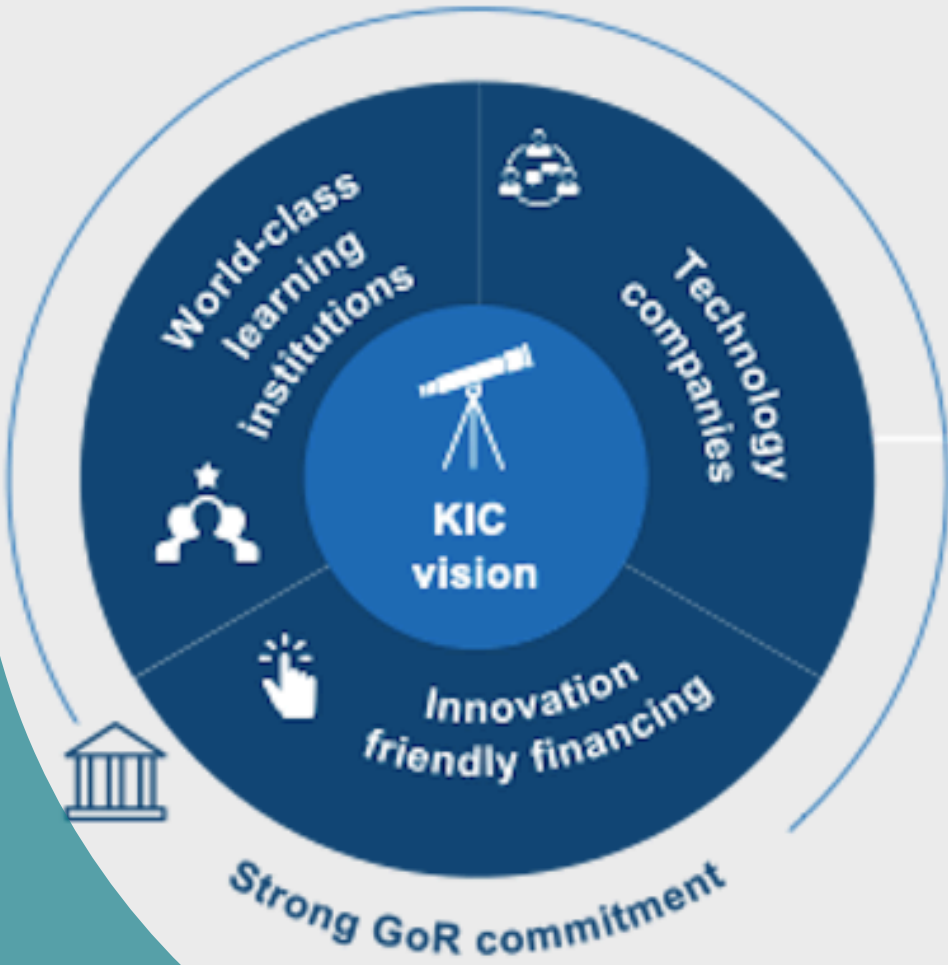 World-class
learning
institutions
Technology
companies
KIC
vision
Innovation
friendly financing
Strong GoR commitment